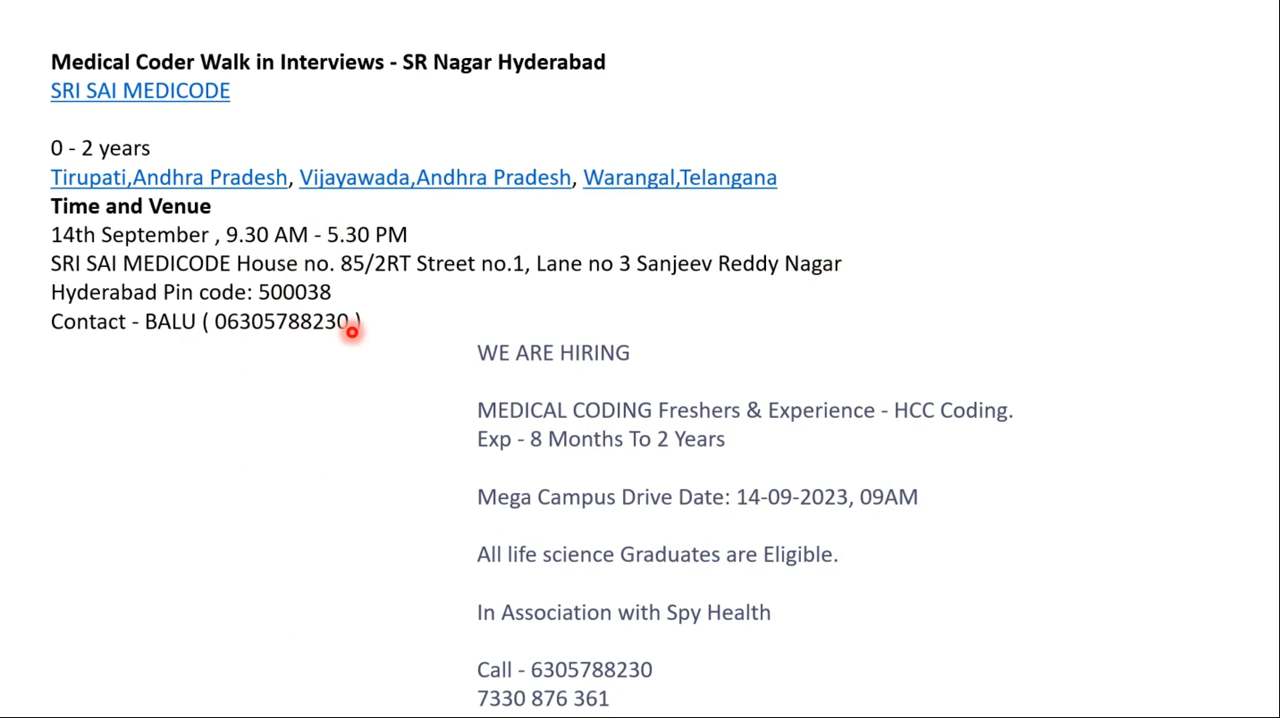 Medical Coder Walk in Interviews - SR Nagar Hyderabad
SRI SAI MEDICODE
0 - 2 years
Tirupati,Andhra Pradesh, Vijayawada,Andhra Pradesh, Warangal,Telangana
Time and Venue
14th September , 9.30 AM - 5.30 PM
SRI SAI MEDICODE House no. 85/2RT Street no.1, Lane no 3 Sanjeev Reddy Nagar
Hyderabad Pin code: 500038
Contact - BALU ( 06305788230 )
WE ARE HIRING
MEDICAL CODING Freshers & Experience - HCC Coding.
Exp - 8 Months To 2 Years
Mega Campus Drive Date: 14-09-2023, 09AM
All life science Graduates are Eligible.
In Association with Spy Health
Call - 6305788230
7330 876 361